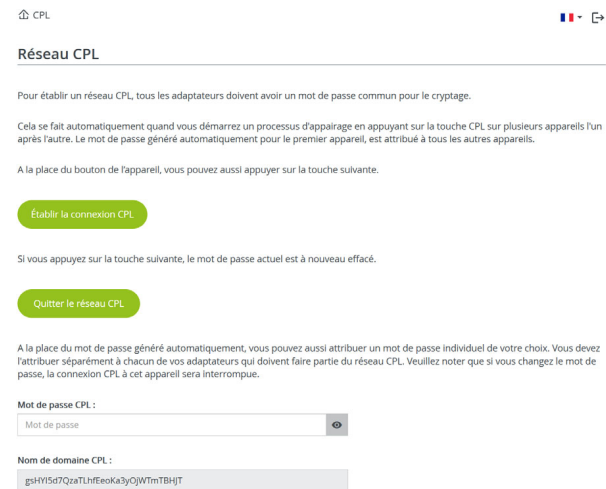 CPL
Réseau CPL
Pour établir un réseau CPL, tous les adaptateurs doivent avoir un mot de passe commun pour le cryptage.
Cela se fait automatiquement quand vous démarrez un processus d'appairage en appuyant sur la touche CPL sur plusieurs appareils l'un
après l'autre. Le mot de passe généré automatiquement pour le premier appareil, est attribué à tous les autres appareils.
A la place du bouton de l'appareil, vous pouvez aussi appuyer sur la touche suivante.
Établir la connexion CPL
Si vous appuyez sur la touche suivante, le mot de passe actuel est à nouveau effacé.
Quitter le réseau CPL
A la place du mot de passe généré automatiquement, vous pouvez aussi attribuer un mot de passe individuel de votre choix. Vous devez
l'attribuer séparément à chacun de vos adaptateurs qui doivent faire partie du réseau CPL. Veuillez noter que si vous changez le mot de
passe, la connexion CPL à cet appareil sera interrompue.
Mot de passe CPL :
Mot de passe
Nom de domaine CPL :
gsHYI5d7QzaTLhfEeoKa3yOjWTmTBHJT